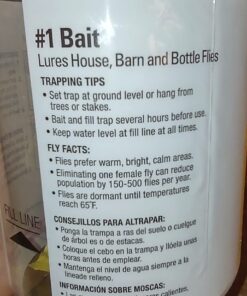 #1 Bait
Lures House, Barn and Bottle Flies
TRAPPING TIPS
• Set trap at ground level or hang from
trees or stakes.
• Bait and fill trap several hours before use.
• Keep water level at fill line at all times.
FLY FACTS:
• Flies prefer warm, bright, calm areas.
• Eliminating one female fly can reduce
population by 150-500 flies per year.
• Flies are dormant until temperatures
reach 65°F.
CONSEJILLOS PARA ALTRAPAR:
• Ponga la trampa a ras del suelo o cuelgue
de árbol es o de estacas.
• Coloque el cebo en la trampa y llóela unas
horas antes de emplear.
• Mantenga el nivel de agua siempre a la
lineado relleno.
INFORMACIÓN SOBRE MOSCAS:
calientes,
FILL LINE